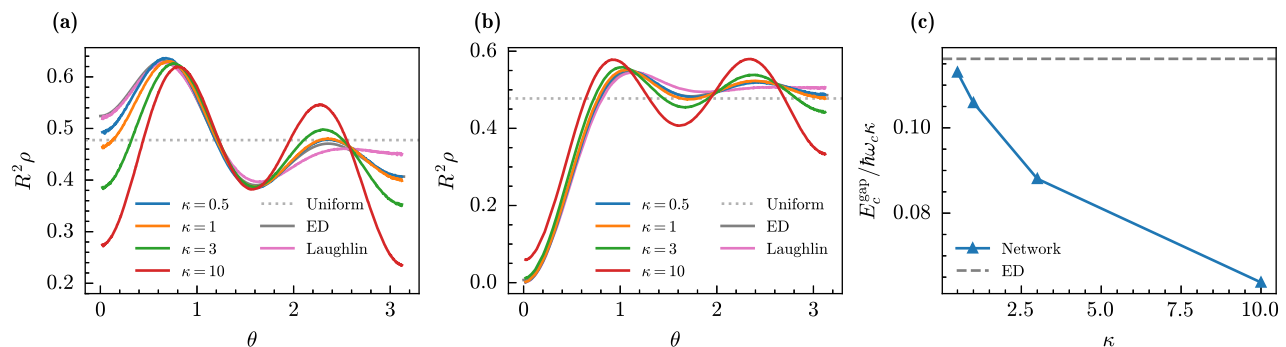 (a)
R²ρ
0.6
0.5
0.4
0.3
0.2
0
1
2
3
θ
κ = 0.5
κ = 1
κ = 3
κ = 10
Uniform
ED
Laughlin
(b)
R²ρ
0.6
0.4
0.2
0.0
0
1
2
3
θ
κ = 0.5
κ = 1
κ = 3
κ = 10
Uniform
ED
Laughlin
(c)
E_c^gap/ħω_cκ
0.10
0.08
2.5
5.0
7.5
10.0
κ
Network
ED